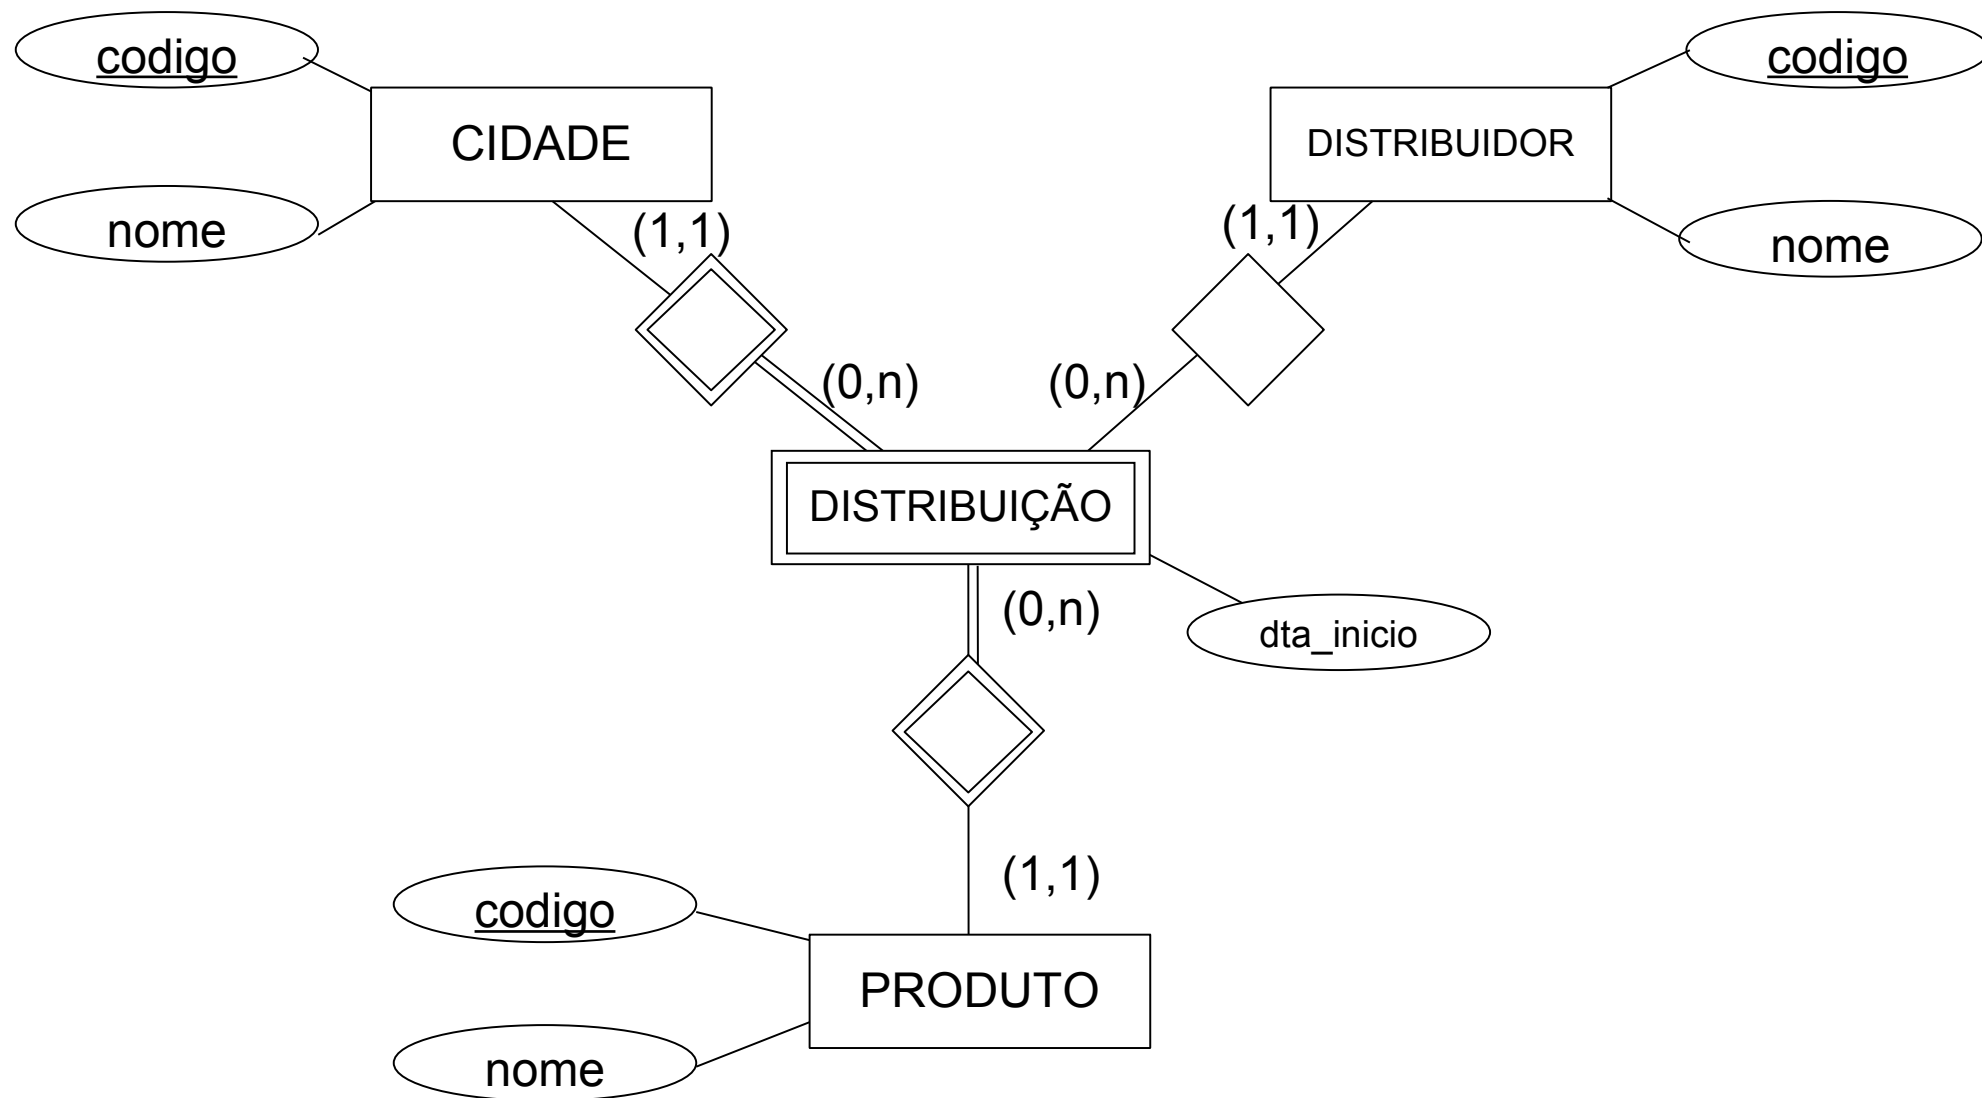 codigo
codigo
CIDADE
DISTRIBUIDOR
nome
nome
(1,1)
(1,1)
(0,n)
(0,n)
DISTRIBUIÇÃO
(0,n)
dta_inicio
(1,1)
codigo
PRODUTO
nome